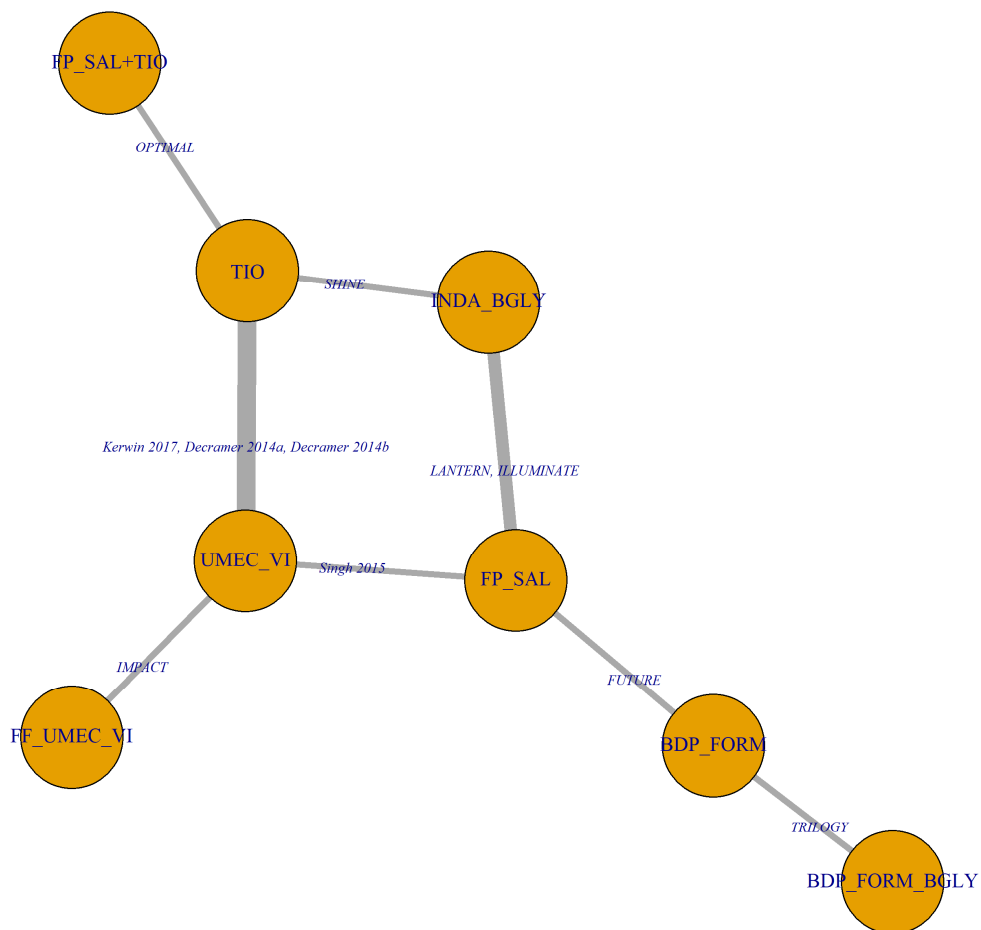 FP_SAL+TIO
OPTIMAL
TIO
SHINE
INDA_BGLY
Kerwin 2017, Decramer 2014a, Decramer 2014b
LANTERN, ILLUMINATE
UMEC_VI
Singh 2015
FP_SAL
IMPACT
FUTURE
FF_UMEC_VI
BDP_FORM
TRILOGY
BDP_FORM_BGLY